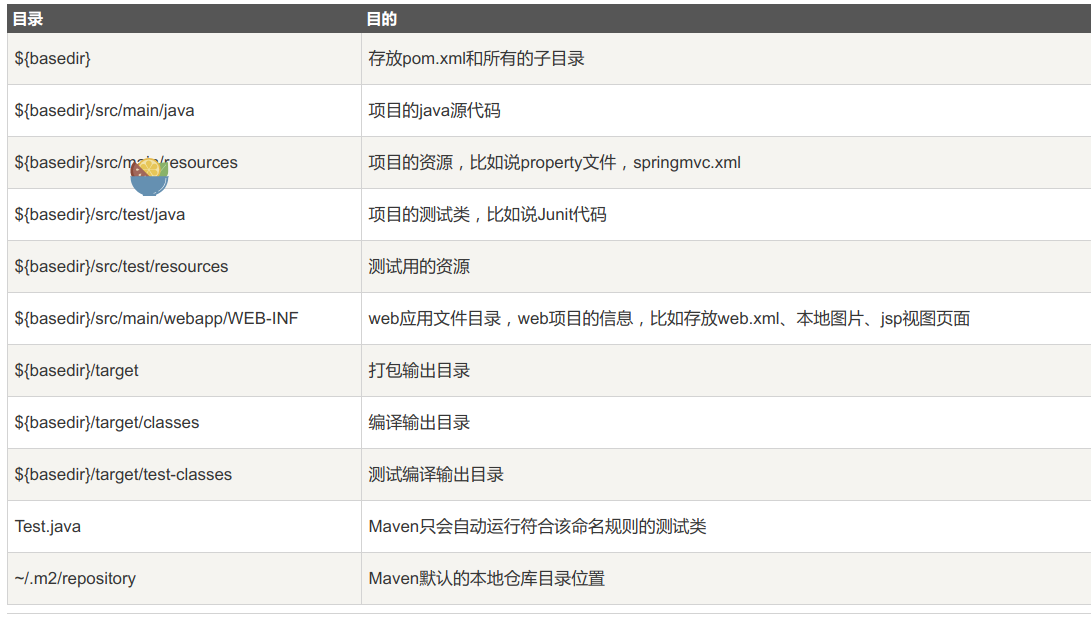 目录 目的
${basedir} 存放pom.xml和所有的子目录
${basedir}/src/main/java 项目的java源代码
${basedir}/src/main/resources 项目的资源，比如说property文件，springmvc.xml
${basedir}/src/test/java 项目的测试类，比如说Junit代码
${basedir}/src/test/resources 测试用的资源
${basedir}/src/main/webapp/WEB-INF web应用文件目录，web项目的信息，比如存放web.xml、本地图片、jsp视图页面
${basedir}/target 打包输出目录
${basedir}/target/classes 编译输出目录
${basedir}/target/test-classes 测试编译输出目录
Test.java Maven只会自动运行符合该命名规则的测试类
~/.m2/repository Maven默认的本地仓库目录位置